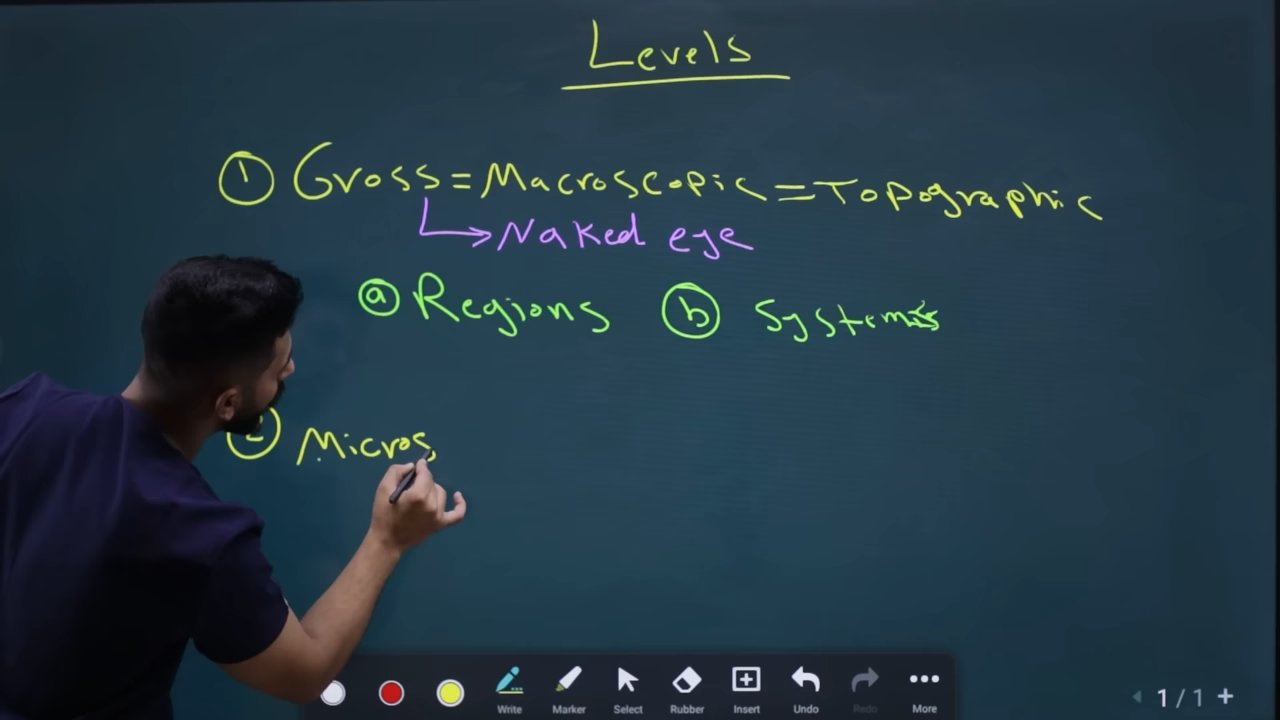 Levels
① Gross = Macroscopic = Topographic
↳ Naked eye
ⓐ Regions ⓑ Systems
② Micros
Write Marker Select Rubber Insert Undo Redo More
1/1 +